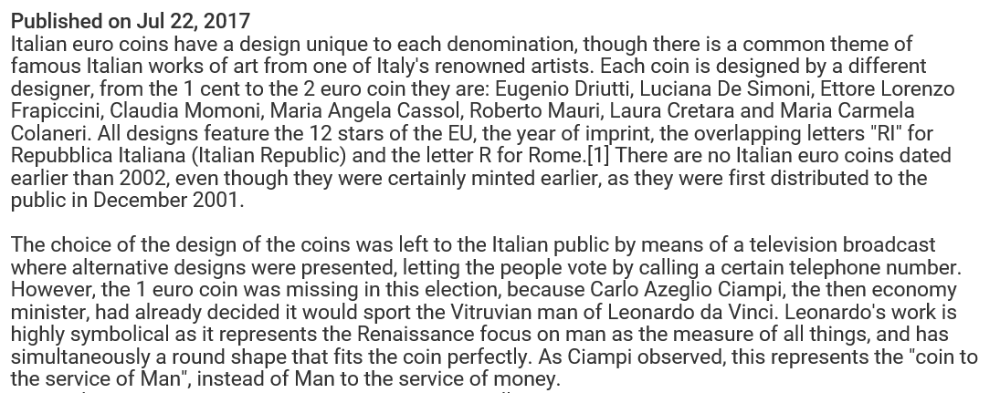 Published on Jul 22, 2017
Italian euro coins have a design unique to each denomination, though there is a common theme of
famous Italian works of art from one of Italy's renowned artists. Each coin is designed by a different
designer, from the 1 cent to the 2 euro coin they are: Eugenio Driutti, Luciana De Simoni, Ettore Lorenzo
Frapiccini, Claudia Momoni, Maria Angela Cassol, Roberto Mauri, Laura Cretara and Maria Carmela
Colaneri. All designs feature the 12 stars of the EU, the year of imprint, the overlapping letters "RI" for
Repubblica Italiana (Italian Republic) and the letter R for Rome.[1] There are no Italian euro coins dated
earlier than 2002, even though they were certainly minted earlier, as they were first distributed to the
public in December 2001.
The choice of the design of the coins was left to the Italian public by means of a television broadcast
where alternative designs were presented, letting the people vote by calling a certain telephone number.
However, the 1 euro coin was missing in this election, because Carlo Azeglio Ciampi, the then economy
minister, had already decided it would sport the Vitruvian man of Leonardo da Vinci. Leonardo's work is
highly symbolical as it represents the Renaissance focus on man as the measure of all things, and has
simultaneously a round shape that fits the coin perfectly. As Ciampi observed, this represents the "coin to
the service of Man", instead of Man to the service of money.